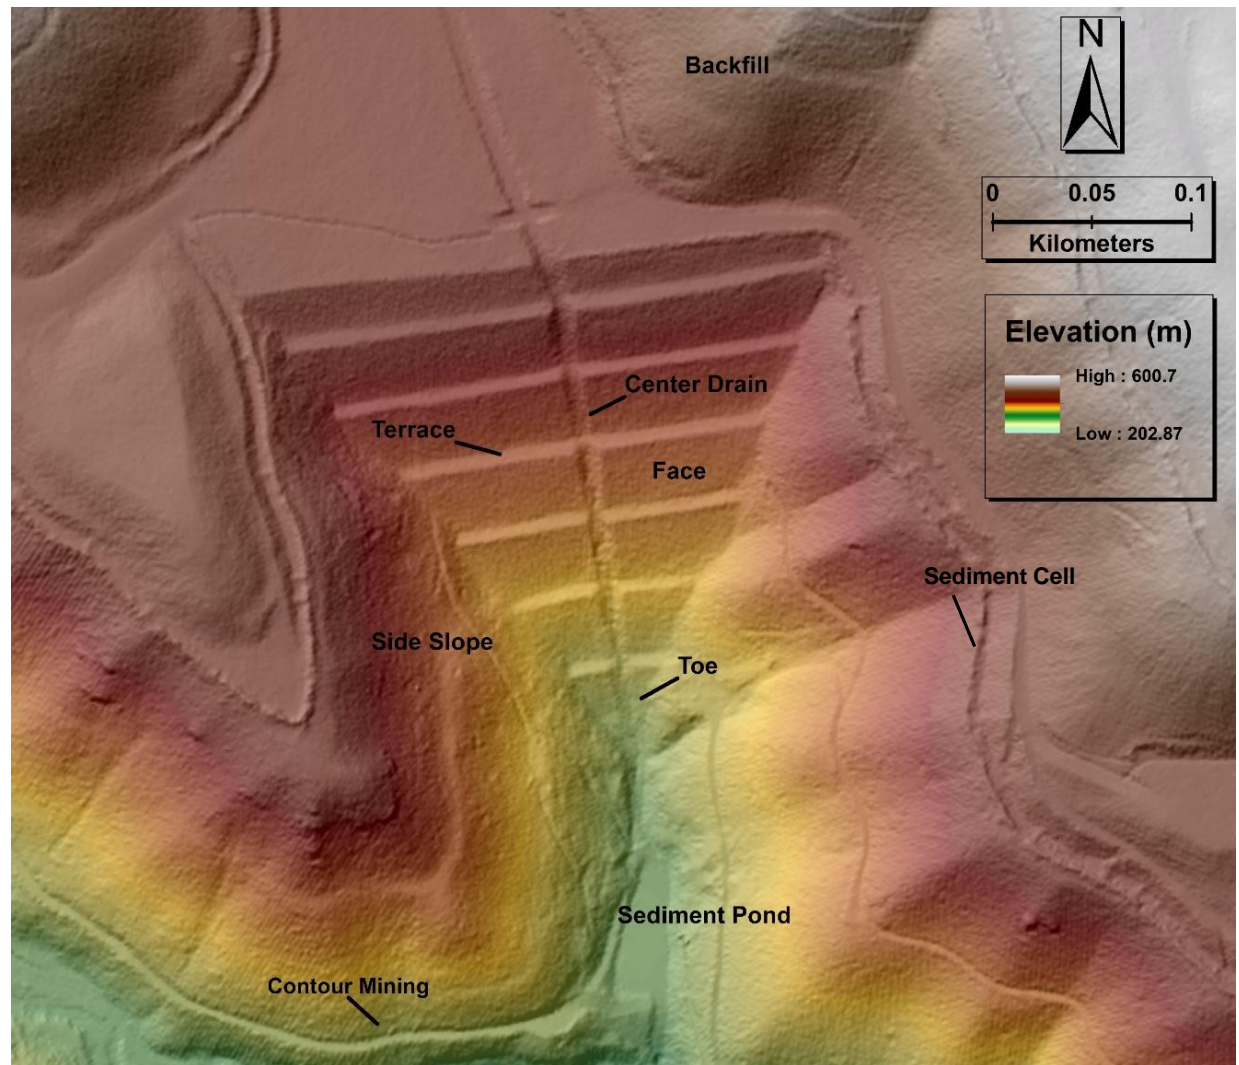 Backfill
N
0 0.05 0.1
Kilometers
Elevation (m)
High : 600.7
Low : 202.87
Center Drain
Terrace
Face
Sediment Cell
Side Slope
Toe
Sediment Pond
Contour Mining